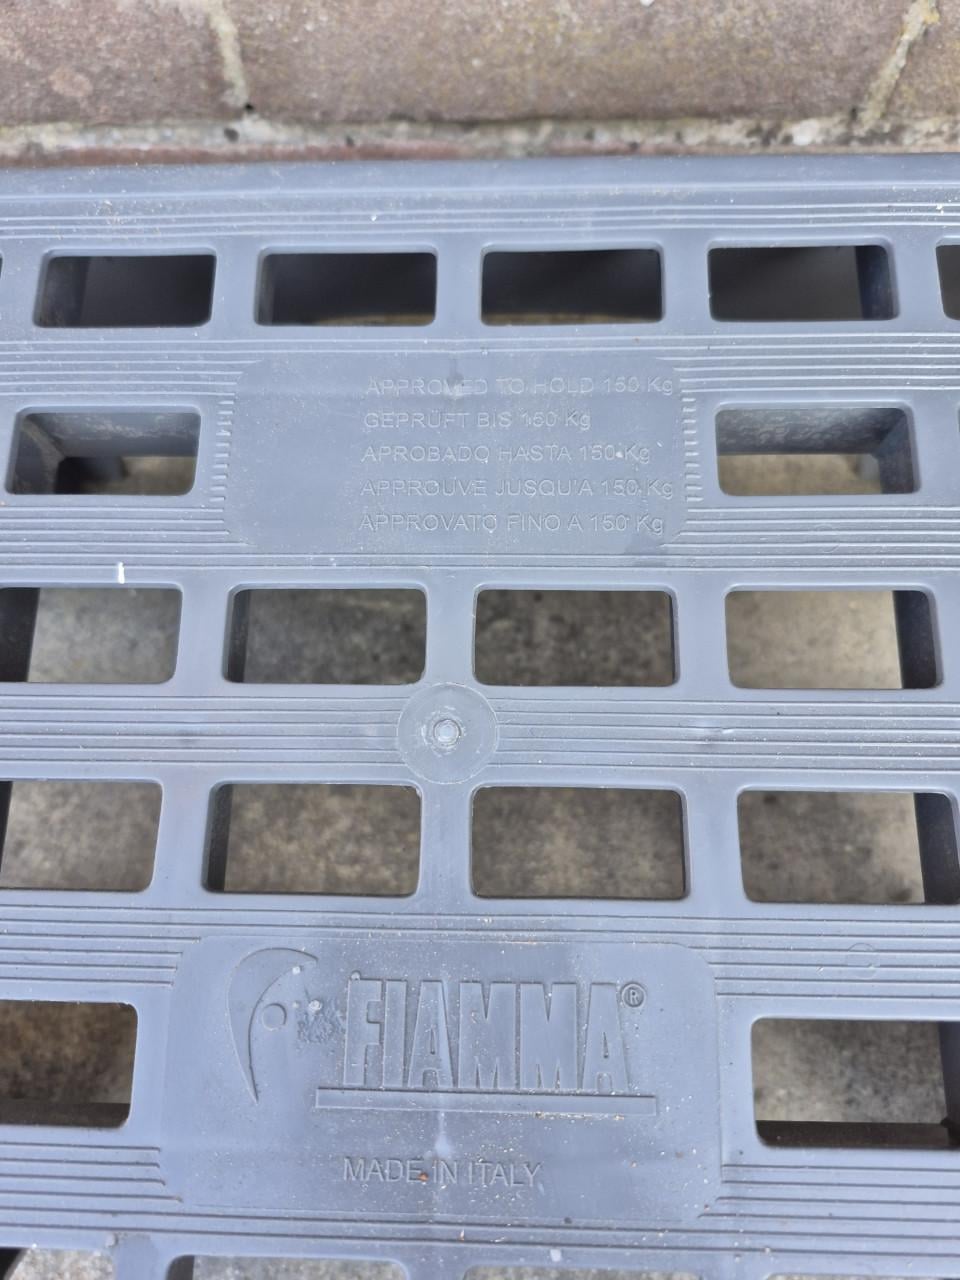 APPROVED TO HOLD 150 Kg
GEPRÜFT BIS 150 Kg
APROBADO HASTA 150 Kg
APPROUVE JUSQU'A 150 Kg
APPROVATO FINO A 150 Kg
FIAMMA®
MADE IN ITALY